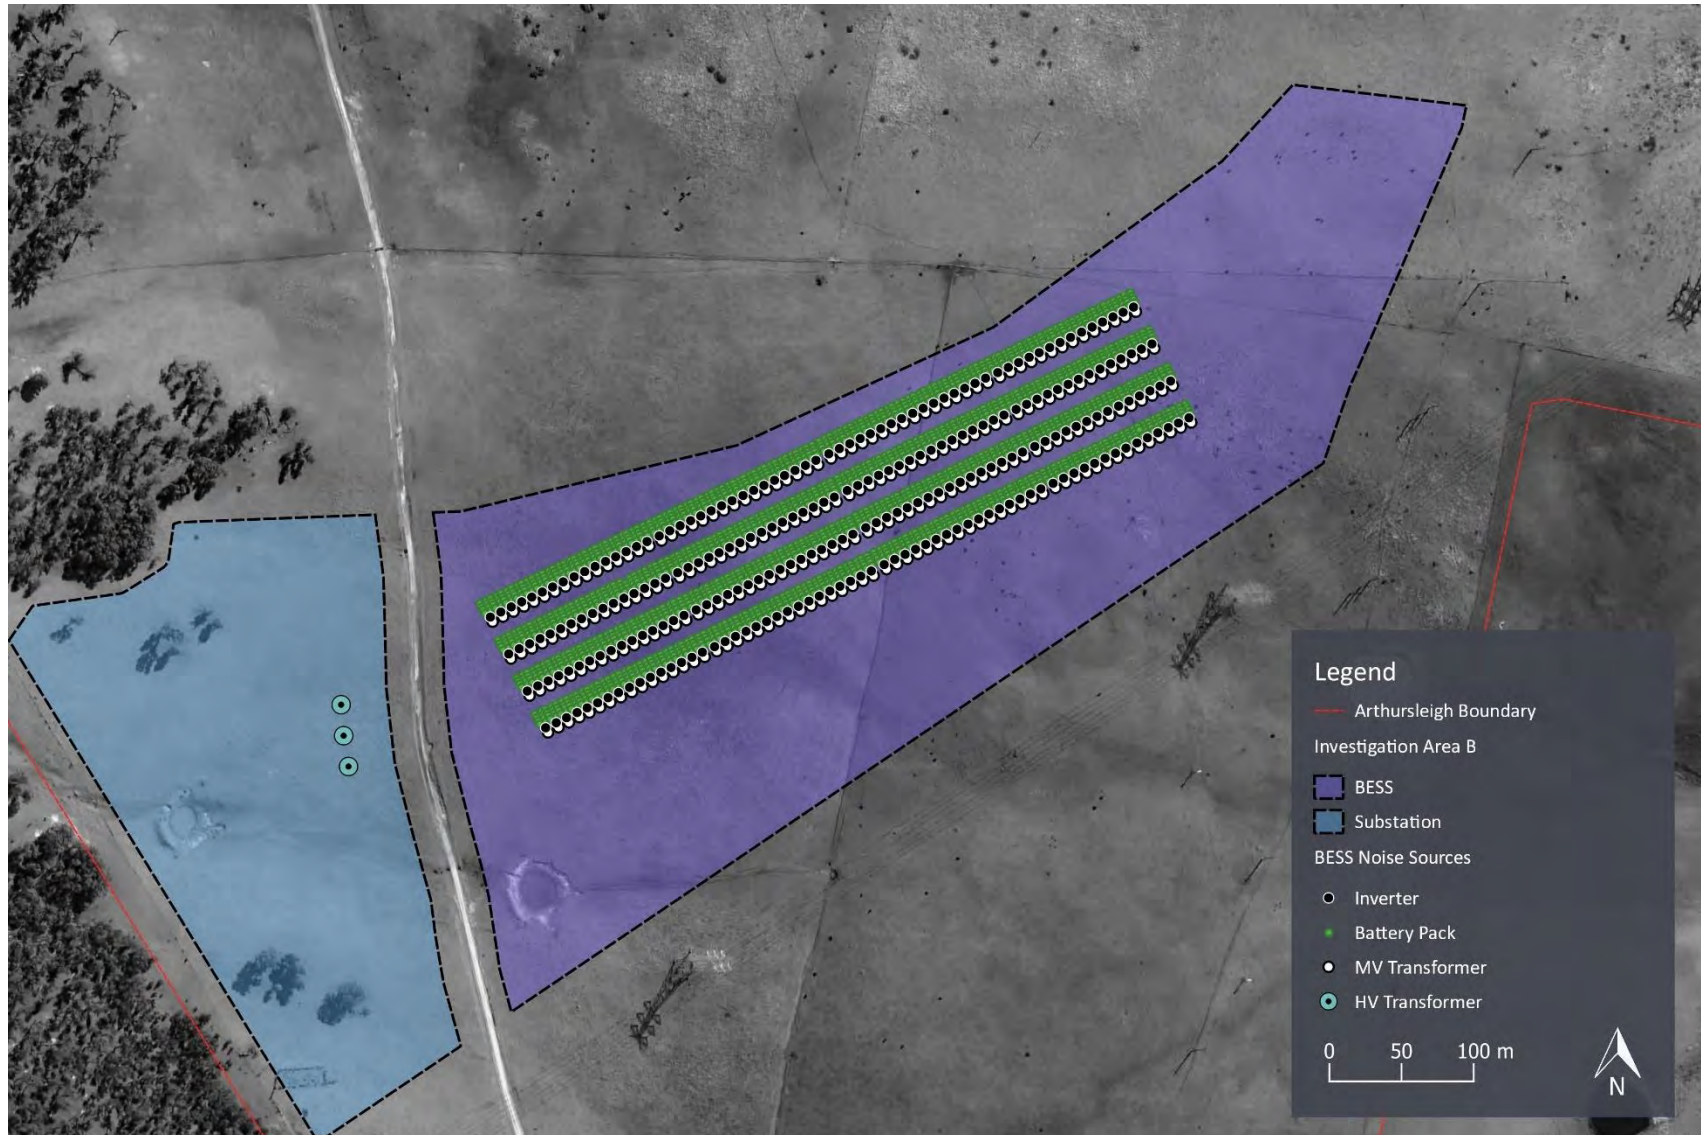 Legend
Arthursleigh Boundary
Investigation Area B
BESS
Substation
BESS Noise Sources
Inverter
Battery Pack
MV Transformer
HV Transformer
0 50 100 m
N